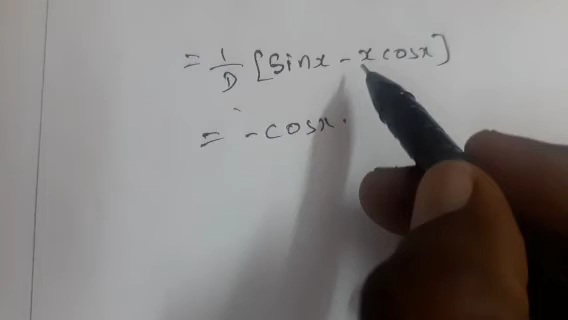 = 1/D [Sinx - x cosx]
= - cosx.